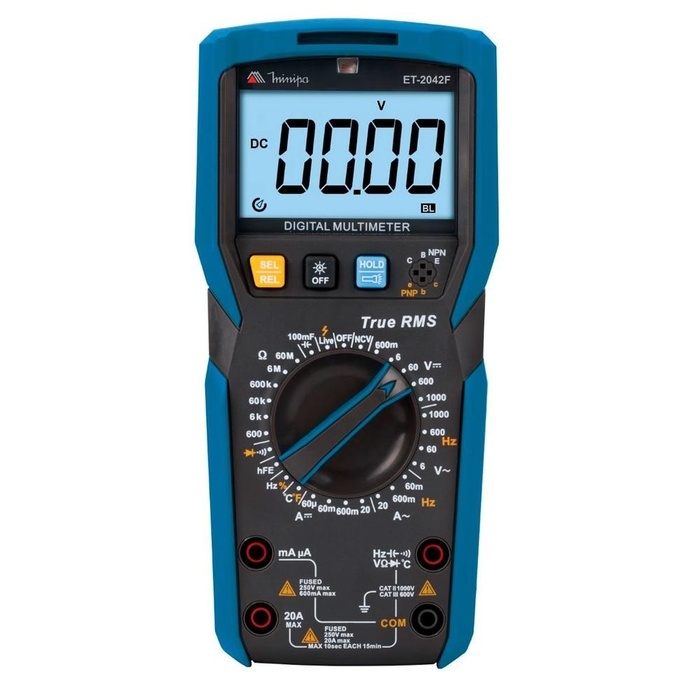 Minipa ET-2042F
V
DC 00.00
BL
DIGITAL MULTIMETER
SEL
REL
OFF
HOLD
NPN
C B E
PNP
e b c
True RMS
100mF
Live
OFF
NCV
600m
6
60
V
600
1000
1000
600
Hz
60
6
V~
60m
600m
Hz
A~
20
20
600m
60m
60µ
A
°C°F
Hz %
hFE
600
6k
60k
600k
6M
60M
Ω
mA µA
Hz
VΩ °C
FUSED
250V max
600mA max
CAT II 1000V
CAT III 600V
20A
MAX
FUSED
250V max
20A max
COM
MAX 10sec EACH 15min